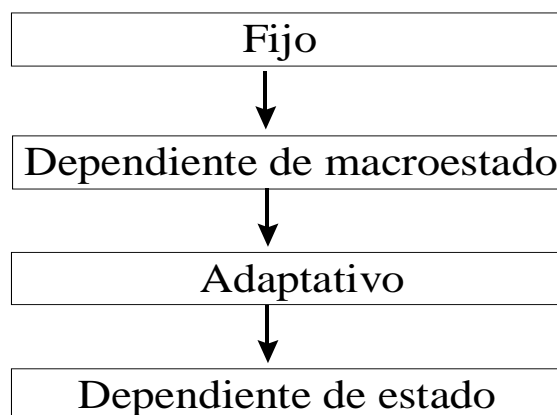 Fijo
Dependiente de macroestado
Adaptativo
Dependiente de estado